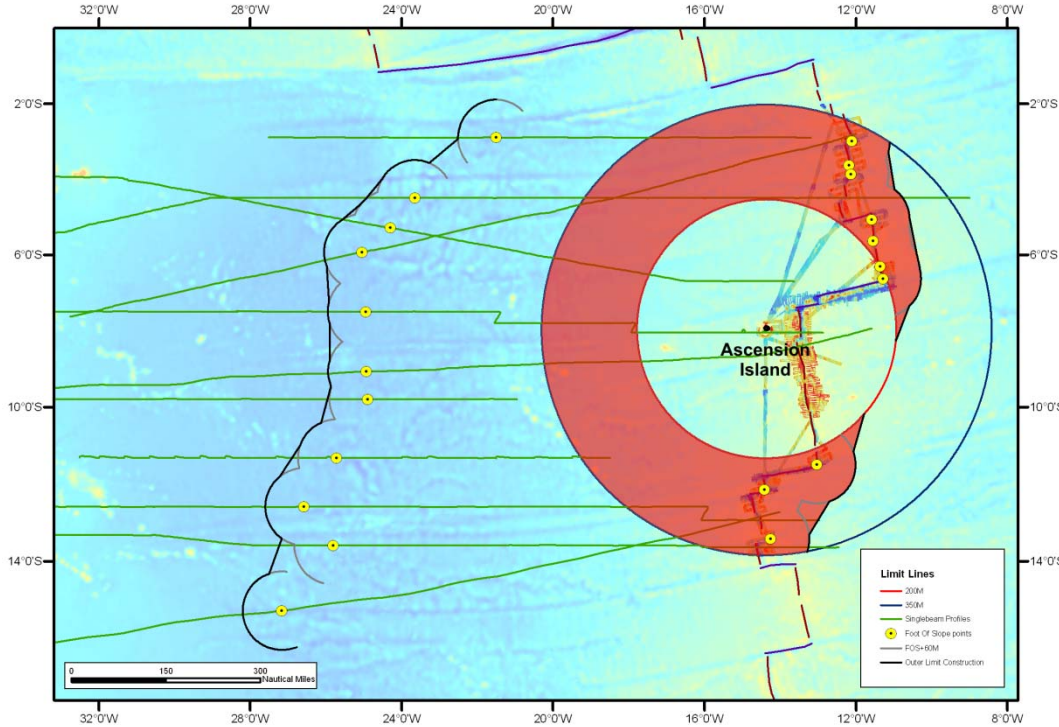 32°0'W 28°0'W 24°0'W 20°0'W 16°0'W 12°0'W 8°0'W
2°0'S 2°0'S
6°0'S 6°0'S
Ascension
Island
10°0'S 10°0'S
14°0'S 14°0'S
Limit Lines
200M
350M
Singlebeam Profiles
Foot Of Slope points
FOS+60M
Outer Limit Construction
0 150 300
Nautical Miles
32°0'W 28°0'W 24°0'W 20°0'W 16°0'W 12°0'W 8°0'W